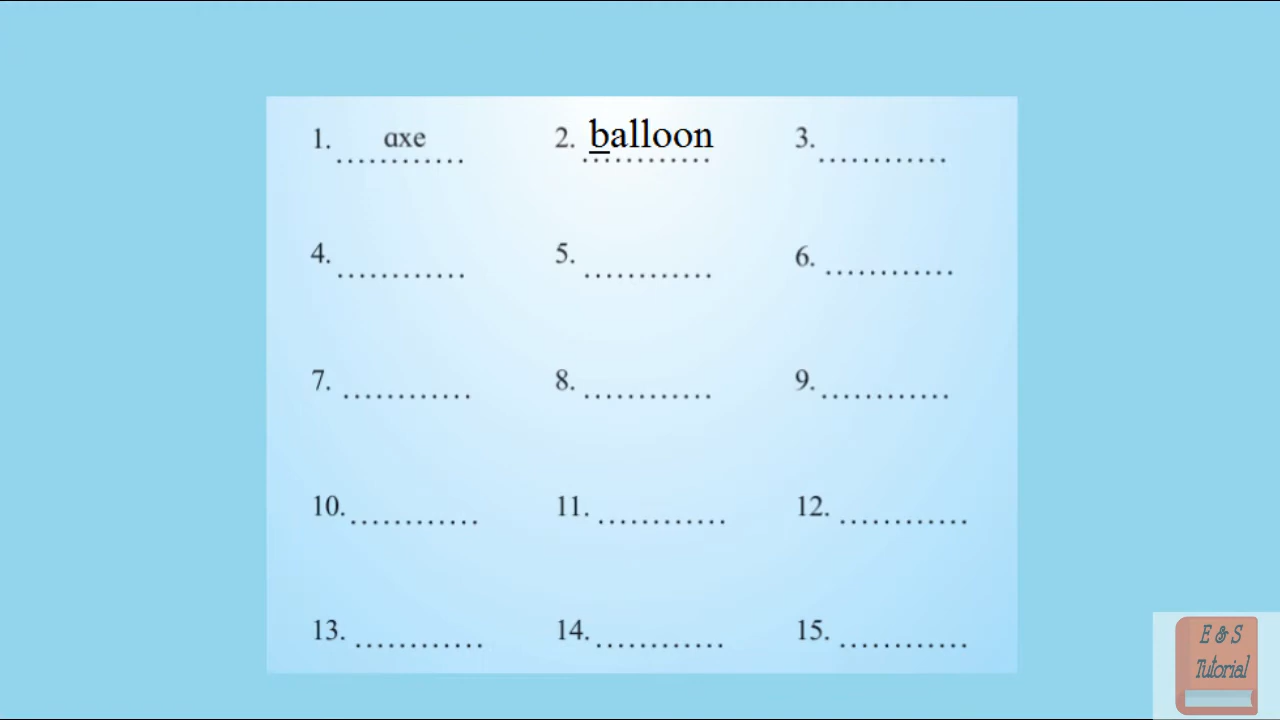 1. axe 2. balloon 3.
4. 5. 6.
7. 8. 9.
10. 11. 12.
13. 14. 15.
E & S
Tutorial